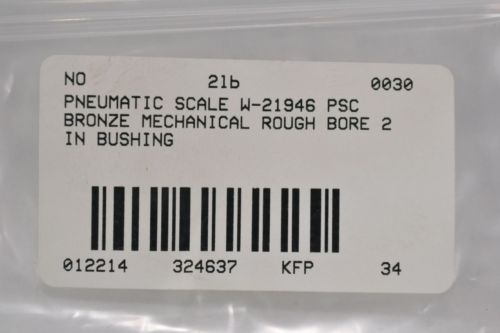 NO 21b 0030
PNEUMATIC SCALE W-21946 PSC
BRONZE MECHANICAL ROUGH BORE 2
IN BUSHING
012214 324637 KFP 34